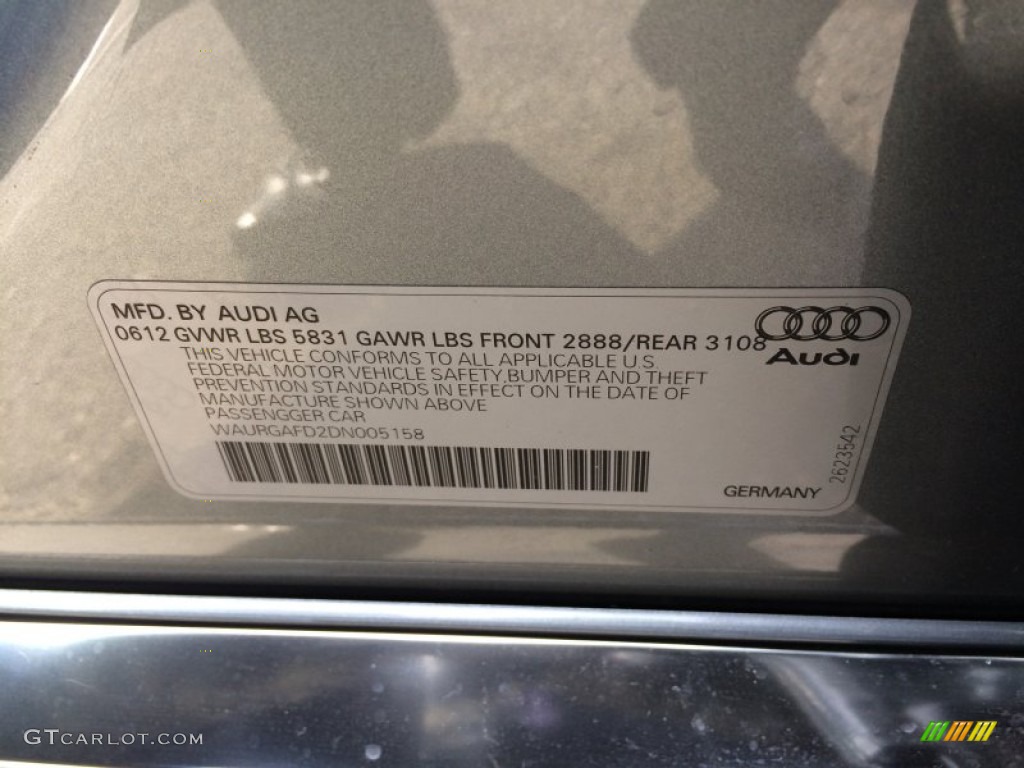 MFD. BY AUDI AG
0612 GVWR LBS 5831 GAWR LBS FRONT 2888/REAR 3108
THIS VEHICLE CONFORMS TO ALL APPLICABLE U.S
FEDERAL MOTOR VEHICLE SAFETY,BUMPER AND THEFT
PREVENTION STANDARDS IN EFFECT ON THE DATE OF
MANUFACTURE SHOWN ABOVE
PASSENGGER CAR
WAURGAFD2DN005158
Audi
2623542
GERMANY
GTCARLOT.COM